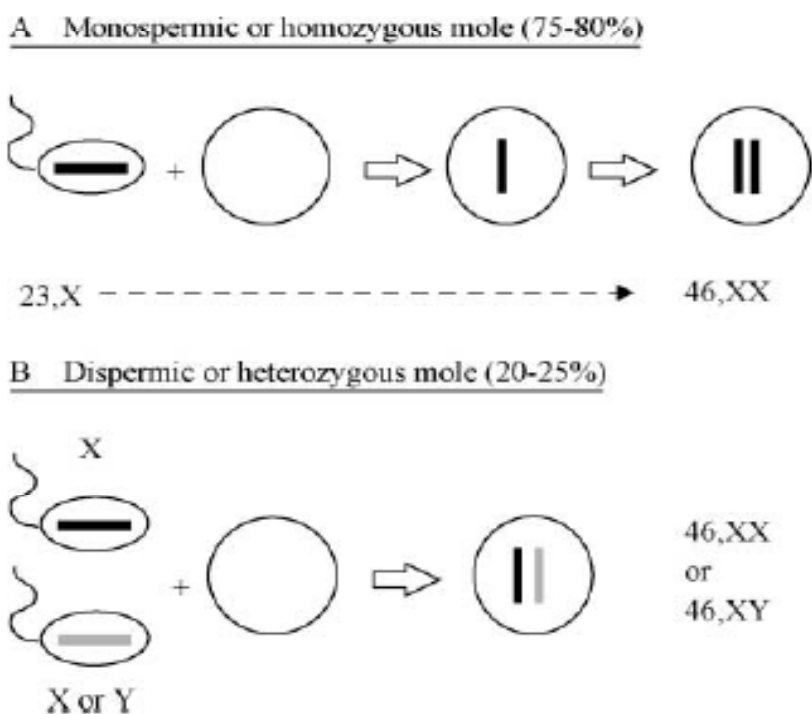 A Monospermic or homozygous mole (75-80%)
+
23,X
46,XX
B Dispermic or heterozygous mole (20-25%)
X
+
46,XX
or
46,XY
X or Y